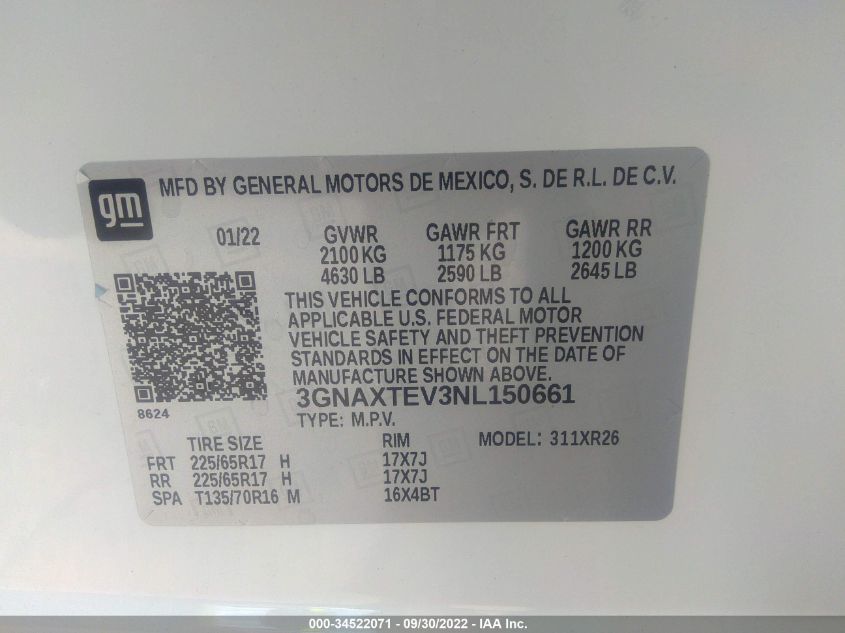 gm
MFD BY GENERAL MOTORS DE MEXICO, S. DE R.L. DE C.V.
01/22 GVWR GAWR FRT GAWR RR
2100 KG 1175 KG 1200 KG
4630 LB 2590 LB 2645 LB
THIS VEHICLE CONFORMS TO ALL
APPLICABLE U.S. FEDERAL MOTOR
VEHICLE SAFETY AND THEFT PREVENTION
STANDARDS IN EFFECT ON THE DATE OF
MANUFACTURE SHOWN ABOVE.
3GNAXTEV3NL150661
8624
TYPE: M.P.V.
TIRE SIZE RIM MODEL: 311XR26
FRT 225/65R17 H 17X7J
RR 225/65R17 H 17X7J
SPA T135/70R16 M 16X4BT
000-34522071 - 09/30/2022 - IAA Inc.